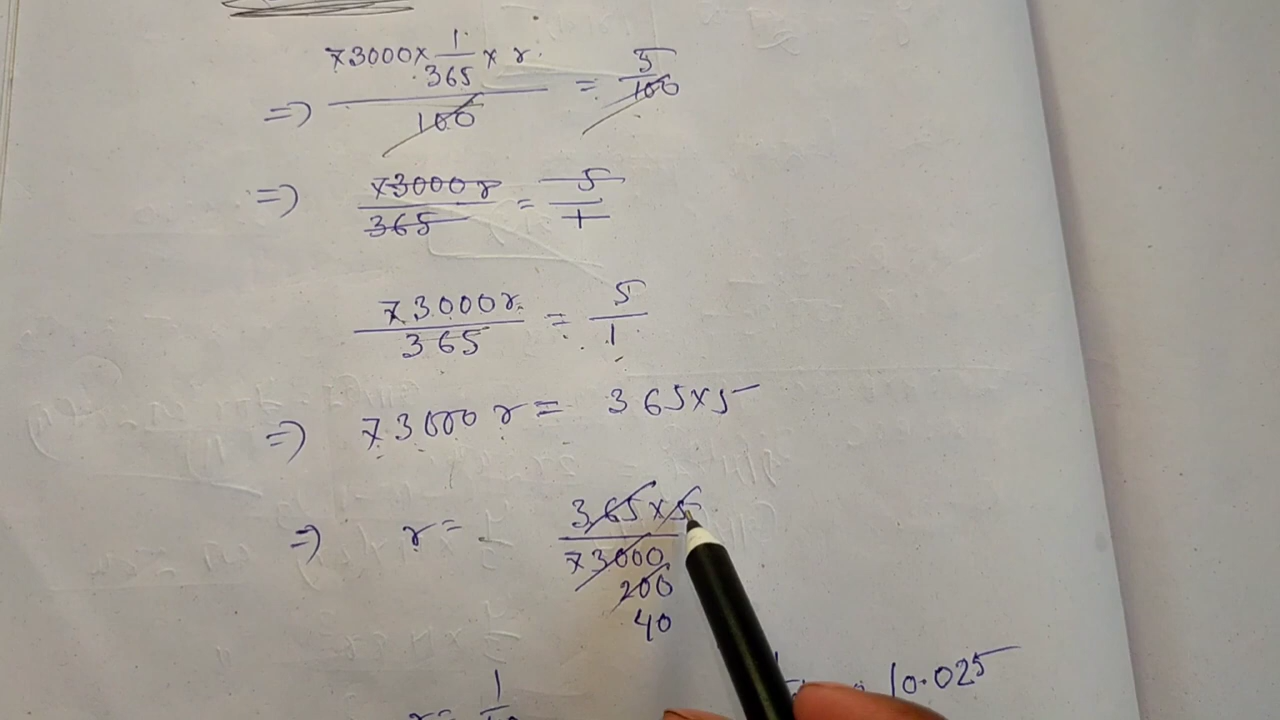 => 73000 × 1/365 × r / 100 = 5/100
=> 73000r / 365 = 5/1
73000r / 365 = 5/1
=> 73000 r = 365×5
=> r = 365×5 / 73000
200
40
r = 1/
10.025